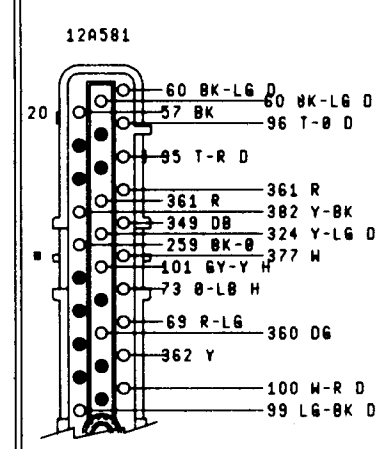 12A581
60 BK-LG D
60 BK-LG D
20
57 BK
96 T-O D
95 T-R D
361 R
361 R
382 Y-BK
349 DB
324 Y-LG D
259 BK-O
377 W
101 GY-Y H
73 O-LB H
69 R-LG
360 DG
362 Y
100 W-R D
99 LG-BK D